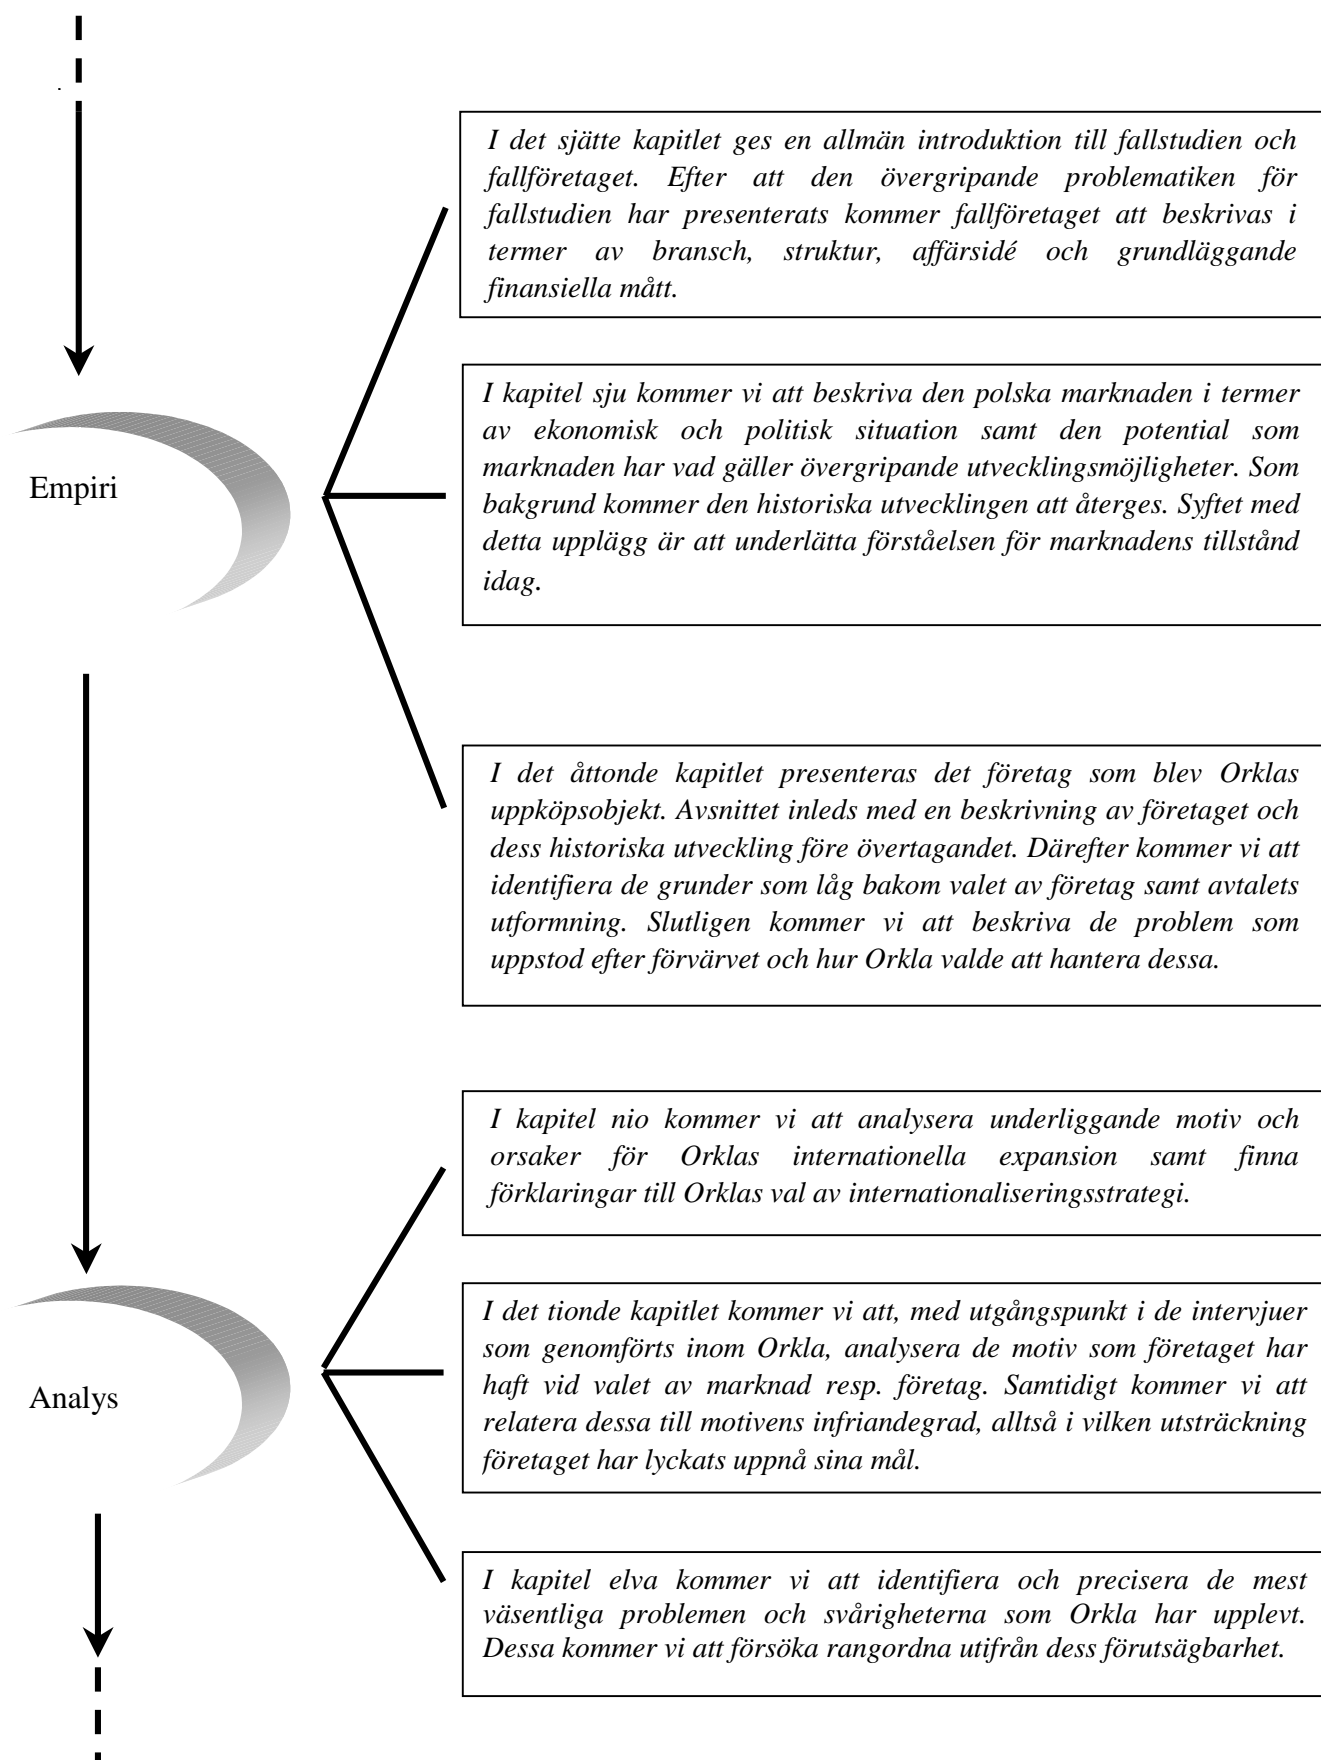 I det sjätte kapitlet ges en allmän introduktion till fallstudien och
fallföretaget. Efter att den övergripande problematiken för
fallstudien har presenterats kommer fallföretaget att beskrivas i
termer av bransch, struktur, affärsidé och grundläggande
finansiella mått.
Empiri
I kapitel sju kommer vi att beskriva den polska marknaden i termer
av ekonomisk och politisk situation samt den potential som
marknaden har vad gäller övergripande utvecklingsmöjligheter. Som
bakgrund kommer den historiska utvecklingen att återges. Syftet med
detta upplägg är att underlätta förståelsen för marknadens tillstånd
idag.
I det åttonde kapitlet presenteras det företag som blev Orklas
uppköpsobjekt. Avsnittet inleds med en beskrivning av företaget och
dess historiska utveckling före övertagandet. Därefter kommer vi att
identifiera de grunder som låg bakom valet av företag samt avtalets
utformning. Slutligen kommer vi att beskriva de problem som
uppstod efter förvärvet och hur Orkla valde att hantera dessa.
I kapitel nio kommer vi att analysera underliggande motiv och
orsaker för Orklas internationella expansion samt finna
förklaringar till Orklas val av internationaliseringsstrategi.
Analys
I det tionde kapitlet kommer vi att, med utgångspunkt i de intervjuer
som genomförts inom Orkla, analysera de motiv som företaget har
haft vid valet av marknad resp. företag. Samtidigt kommer vi att
relatera dessa till motivens infriandegrad, alltså i vilken utsträckning
företaget har lyckats uppnå sina mål.
I kapitel elva kommer vi att identifiera och precisera de mest
väsentliga problemen och svårigheterna som Orkla har upplevt.
Dessa kommer vi att försöka rangordna utifrån dess förutsägbarhet.